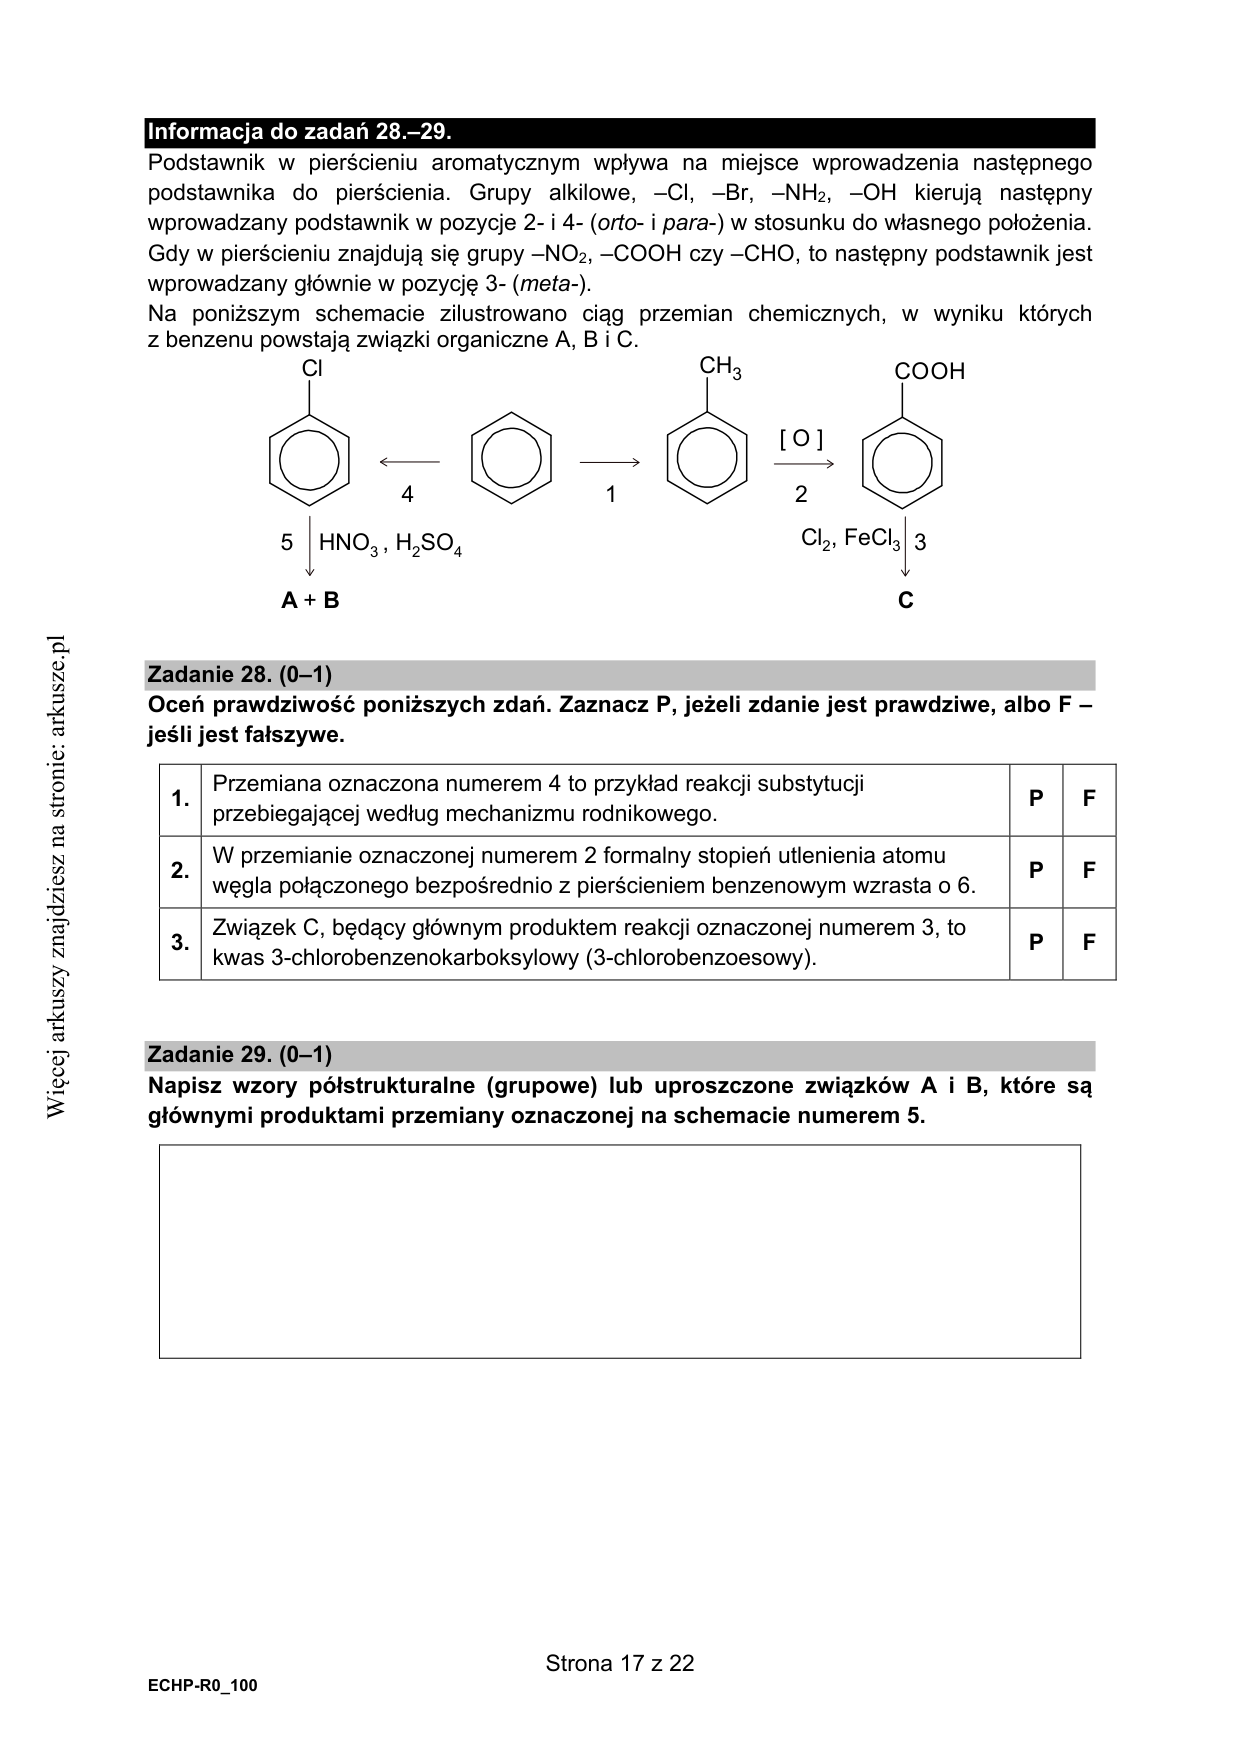 Informacja do zadań 28.–29.
Podstawnik w pierścieniu aromatycznym wpływa na miejsce wprowadzenia następnego
podstawnika do pierścienia. Grupy alkilowe, –Cl, –Br, –NH₂, –OH kierują następny
wprowadzany podstawnik w pozycje 2- i 4- (orto- i para-) w stosunku do własnego położenia.
Gdy w pierścieniu znajdują się grupy –NO₂, –COOH czy –CHO, to następny podstawnik jest
wprowadzany głównie w pozycję 3- (meta-).
Na poniższym schemacie zilustrowano ciąg przemian chemicznych, w wyniku których
z benzenu powstają związki organiczne A, B i C.
Cl
CH₃
COOH
[ O ]
4
1
2
5 HNO₃ , H₂SO₄
Cl₂, FeCl₃ 3
A + B
C
Zadanie 28. (0–1)
Oceń prawdziwość poniższych zdań. Zaznacz P, jeżeli zdanie jest prawdziwe, albo F –
jeśli jest fałszywe.
1. Przemiana oznaczona numerem 4 to przykład reakcji substytucji
przebiegającej według mechanizmu rodnikowego. P F
2. W przemianie oznaczonej numerem 2 formalny stopień utlenienia atomu
węgla połączonego bezpośrednio z pierścieniem benzenowym wzrasta o 6. P F
3. Związek C, będący głównym produktem reakcji oznaczonej numerem 3, to
kwas 3-chlorobenzenokarboksylowy (3-chlorobenzoesowy). P F
Zadanie 29. (0–1)
Napisz wzory półstrukturalne (grupowe) lub uproszczone związków A i B, które są
głównymi produktami przemiany oznaczonej na schemacie numerem 5.
Strona 17 z 22
ECHP-R0_100
Więcej arkuszy znajdziesz na stronie: arkusze.pl